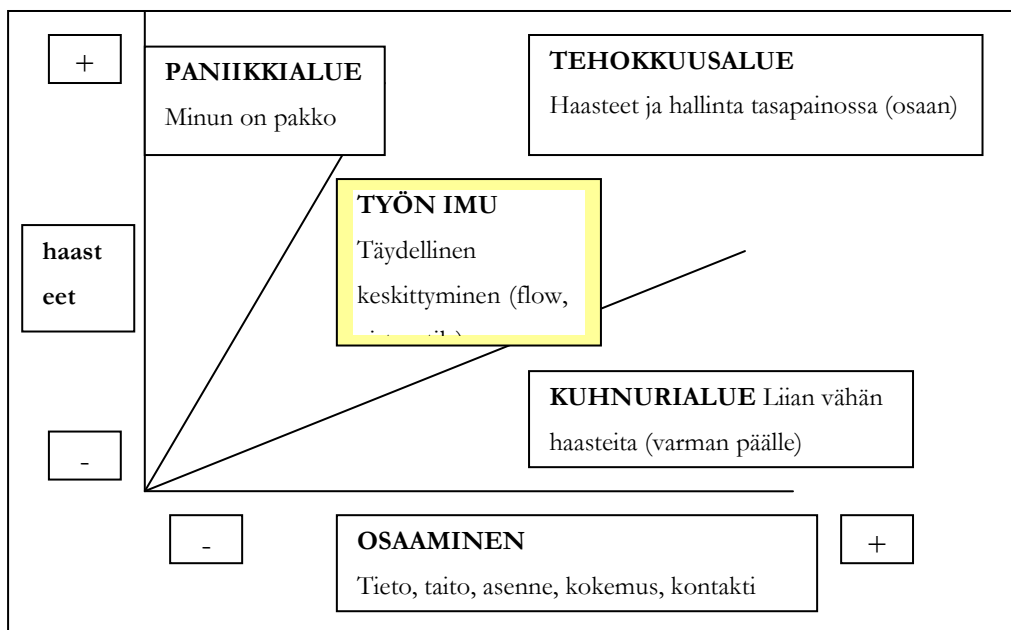 +
PANIIKKIALUE
Minun on pakko
TEHOKKUUSALUE
Haasteet ja hallinta tasapainossa (osaan)
TYÖN IMU
Täydellinen
keskittyminen (flow,
haast
eet
KUHNURIALUE Liian vähän
haasteita (varman päälle)
-
-
OSAAMINEN
Tieto, taito, asenne, kokemus, kontakti
+